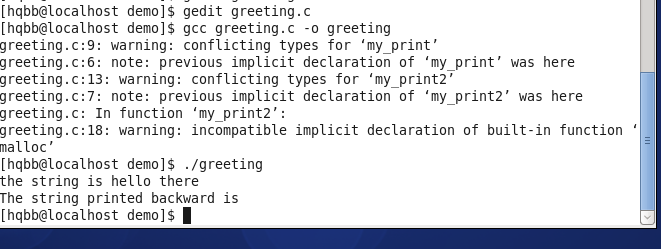 [hqbb@localhost demo]$ gedit greeting.c
[hqbb@localhost demo]$ gcc greeting.c -o greeting
greeting.c:9: warning: conflicting types for ‘my_print’
greeting.c:6: note: previous implicit declaration of ‘my_print’ was here
greeting.c:13: warning: conflicting types for ‘my_print2’
greeting.c:7: note: previous implicit declaration of ‘my_print2’ was here
greeting.c: In function ‘my_print2’:
greeting.c:18: warning: incompatible implicit declaration of built-in function ‘
malloc’
[hqbb@localhost demo]$ ./greeting
the string is hello there
The string printed backward is
[hqbb@localhost demo]$